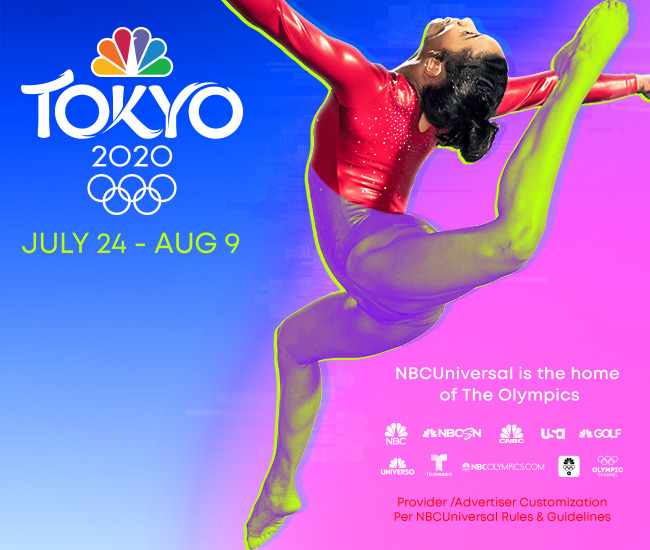 TOKYO
2020
JULY 24 - AUG 9
NBCUniversal is the home
of The Olympics
NBC NBCSN CNBC USA GOLF
UNIVERSO TELEMUNDO NBCOLYMPICS.COM OLYMPIC CHANNEL
Provider /Advertiser Customization
Per NBCUniversal Rules & Guidelines